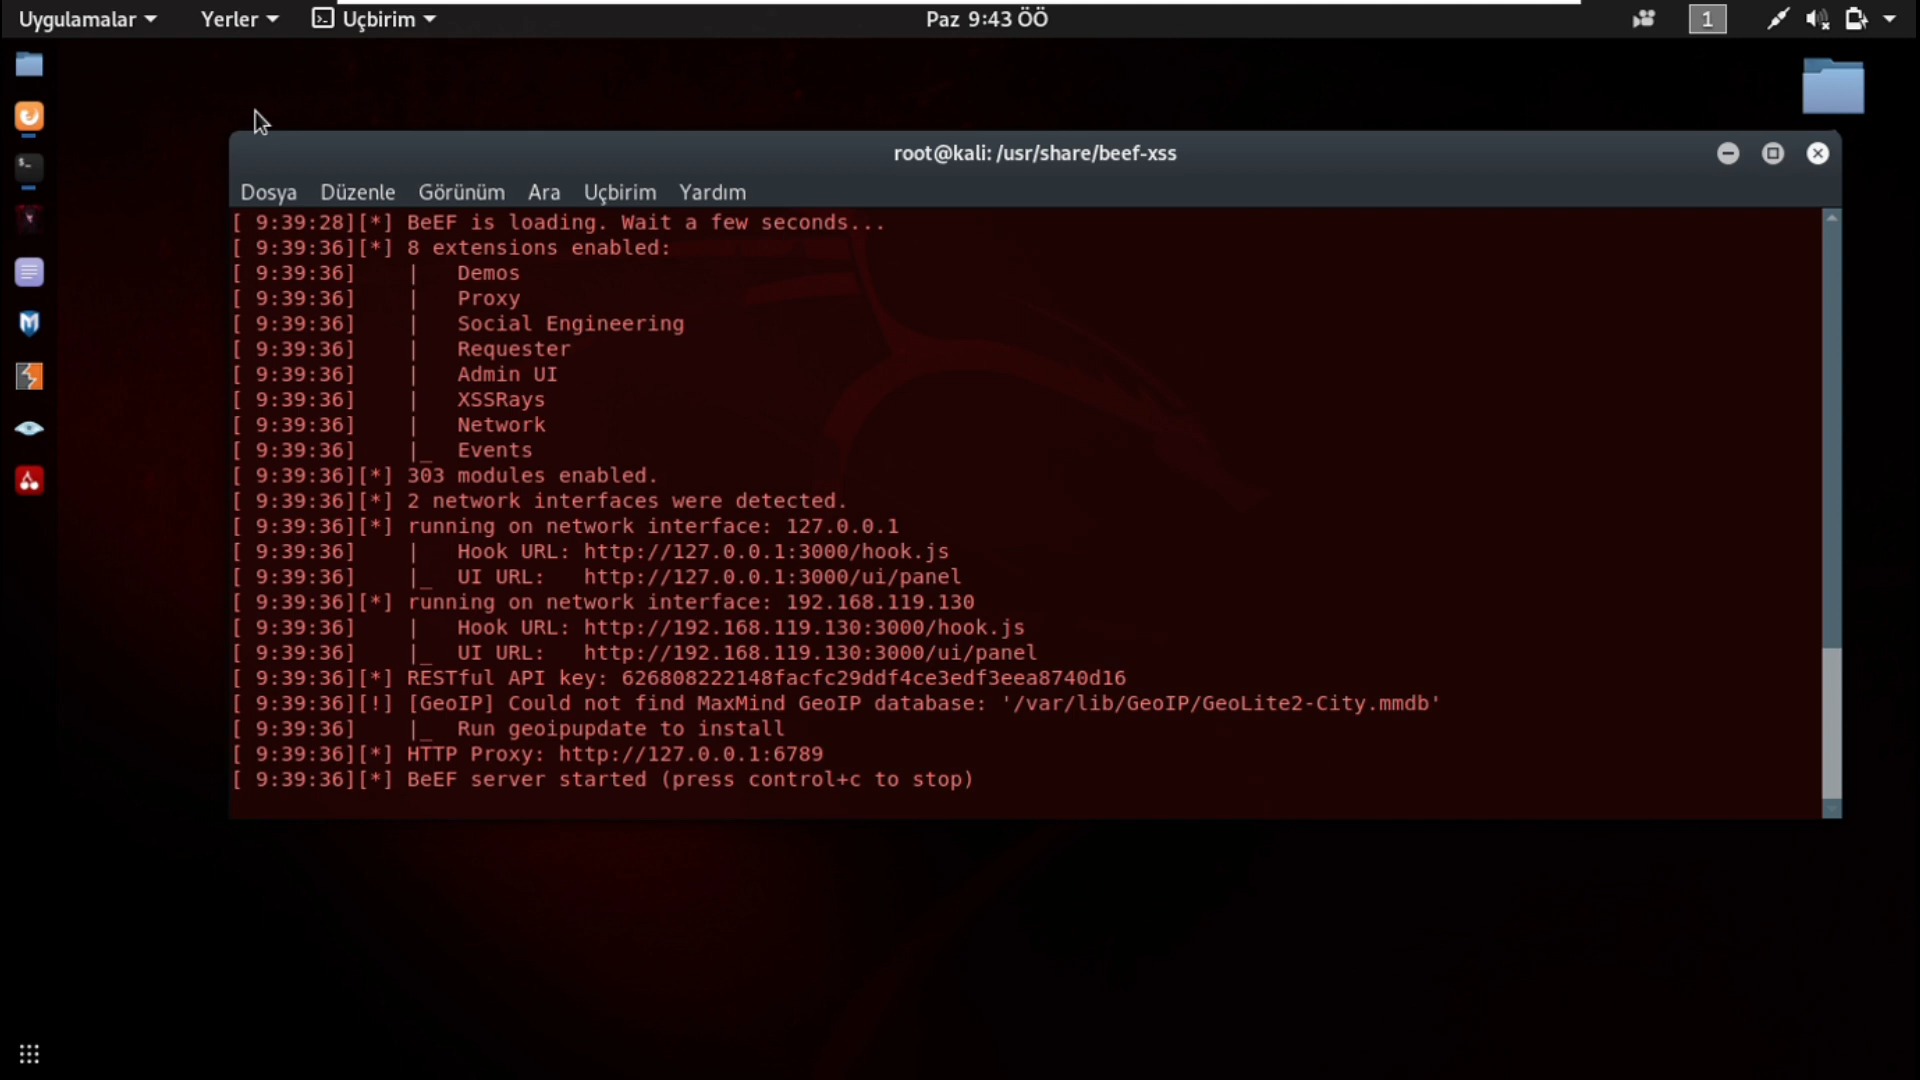 Uygulamalar Yerler Uçbirim Paz 9:43 ÖÖ 1
root@kali: /usr/share/beef-xss
Dosya Düzenle Görünüm Ara Uçbirim Yardım
[ 9:39:28][*] BeEF is loading. Wait a few seconds...
[ 9:39:36][*] 8 extensions enabled:
[ 9:39:36]    |   Demos
[ 9:39:36]    |   Proxy
[ 9:39:36]    |   Social Engineering
[ 9:39:36]    |   Requester
[ 9:39:36]    |   Admin UI
[ 9:39:36]    |   XSSRays
[ 9:39:36]    |   Network
[ 9:39:36]    |_  Events
[ 9:39:36][*] 303 modules enabled.
[ 9:39:36][*] 2 network interfaces were detected.
[ 9:39:36][*] running on network interface: 127.0.0.1
[ 9:39:36]    |   Hook URL: http://127.0.0.1:3000/hook.js
[ 9:39:36]    |_  UI URL:   http://127.0.0.1:3000/ui/panel
[ 9:39:36][*] running on network interface: 192.168.119.130
[ 9:39:36]    |   Hook URL: http://192.168.119.130:3000/hook.js
[ 9:39:36]    |_  UI URL:   http://192.168.119.130:3000/ui/panel
[ 9:39:36][*] RESTful API key: 626808222148facfc29ddf4ce3edf3eea8740d16
[ 9:39:36][!] [GeoIP] Could not find MaxMind GeoIP database: '/var/lib/GeoIP/GeoLite2-City.mmdb'
[ 9:39:36]    |_  Run geoipupdate to install
[ 9:39:36][*] HTTP Proxy: http://127.0.0.1:6789
[ 9:39:36][*] BeEF server started (press control+c to stop)